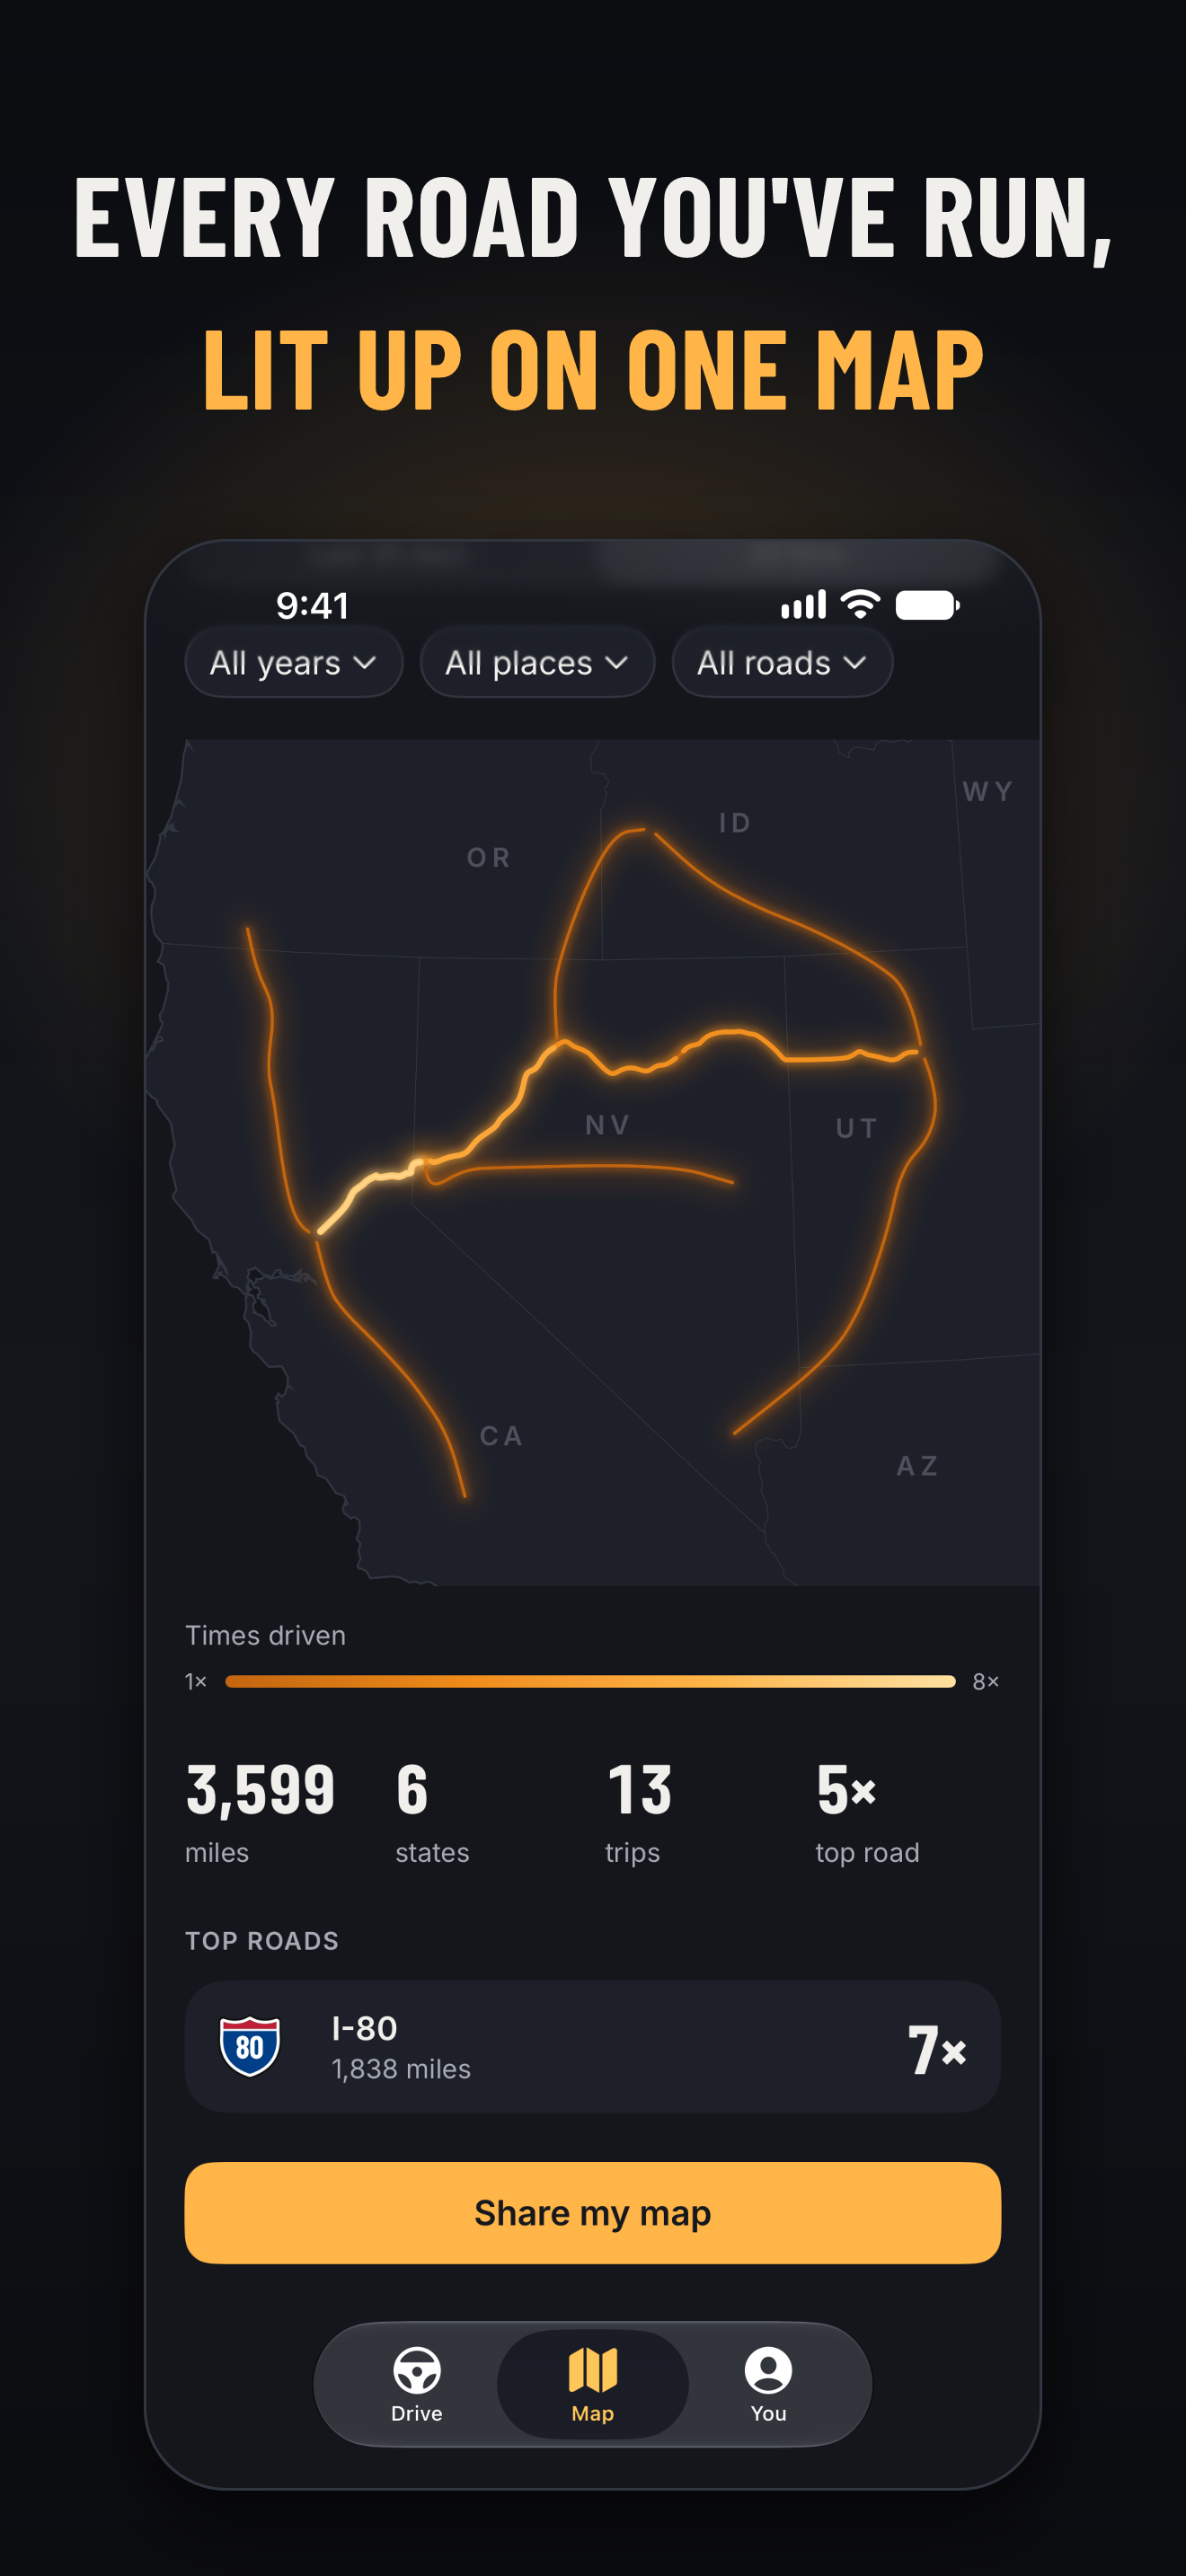 EVERY ROAD YOU'VE RUN,
LIT UP ON ONE MAP
9:41
All years All places All roads
WY
ID
OR
NV
UT
CA
AZ
Times driven
1× 8×
3,599 6 13 5×
miles states trips top road
TOP ROADS
80 I-80 7×
1,838 miles
Share my map
Drive Map You